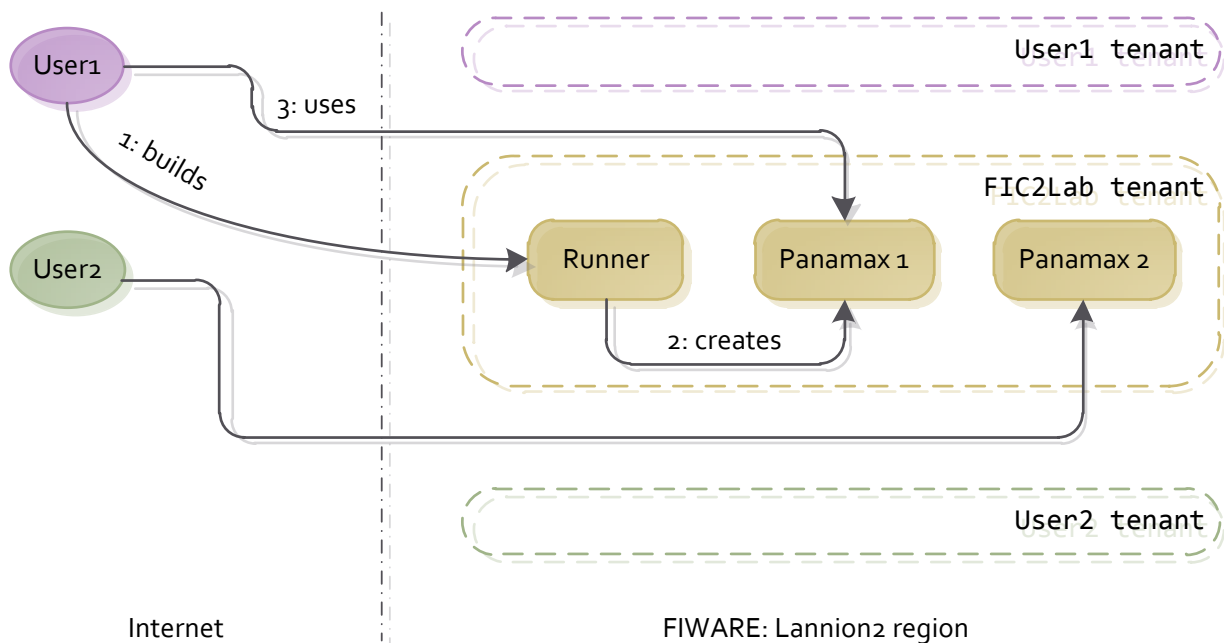 User1
User1 tenant
3: uses
1: builds
FIC2Lab tenant
User2
Runner
Panamax 1
Panamax 2
2: creates
User2 tenant
Internet
FIWARE: Lannion2 region